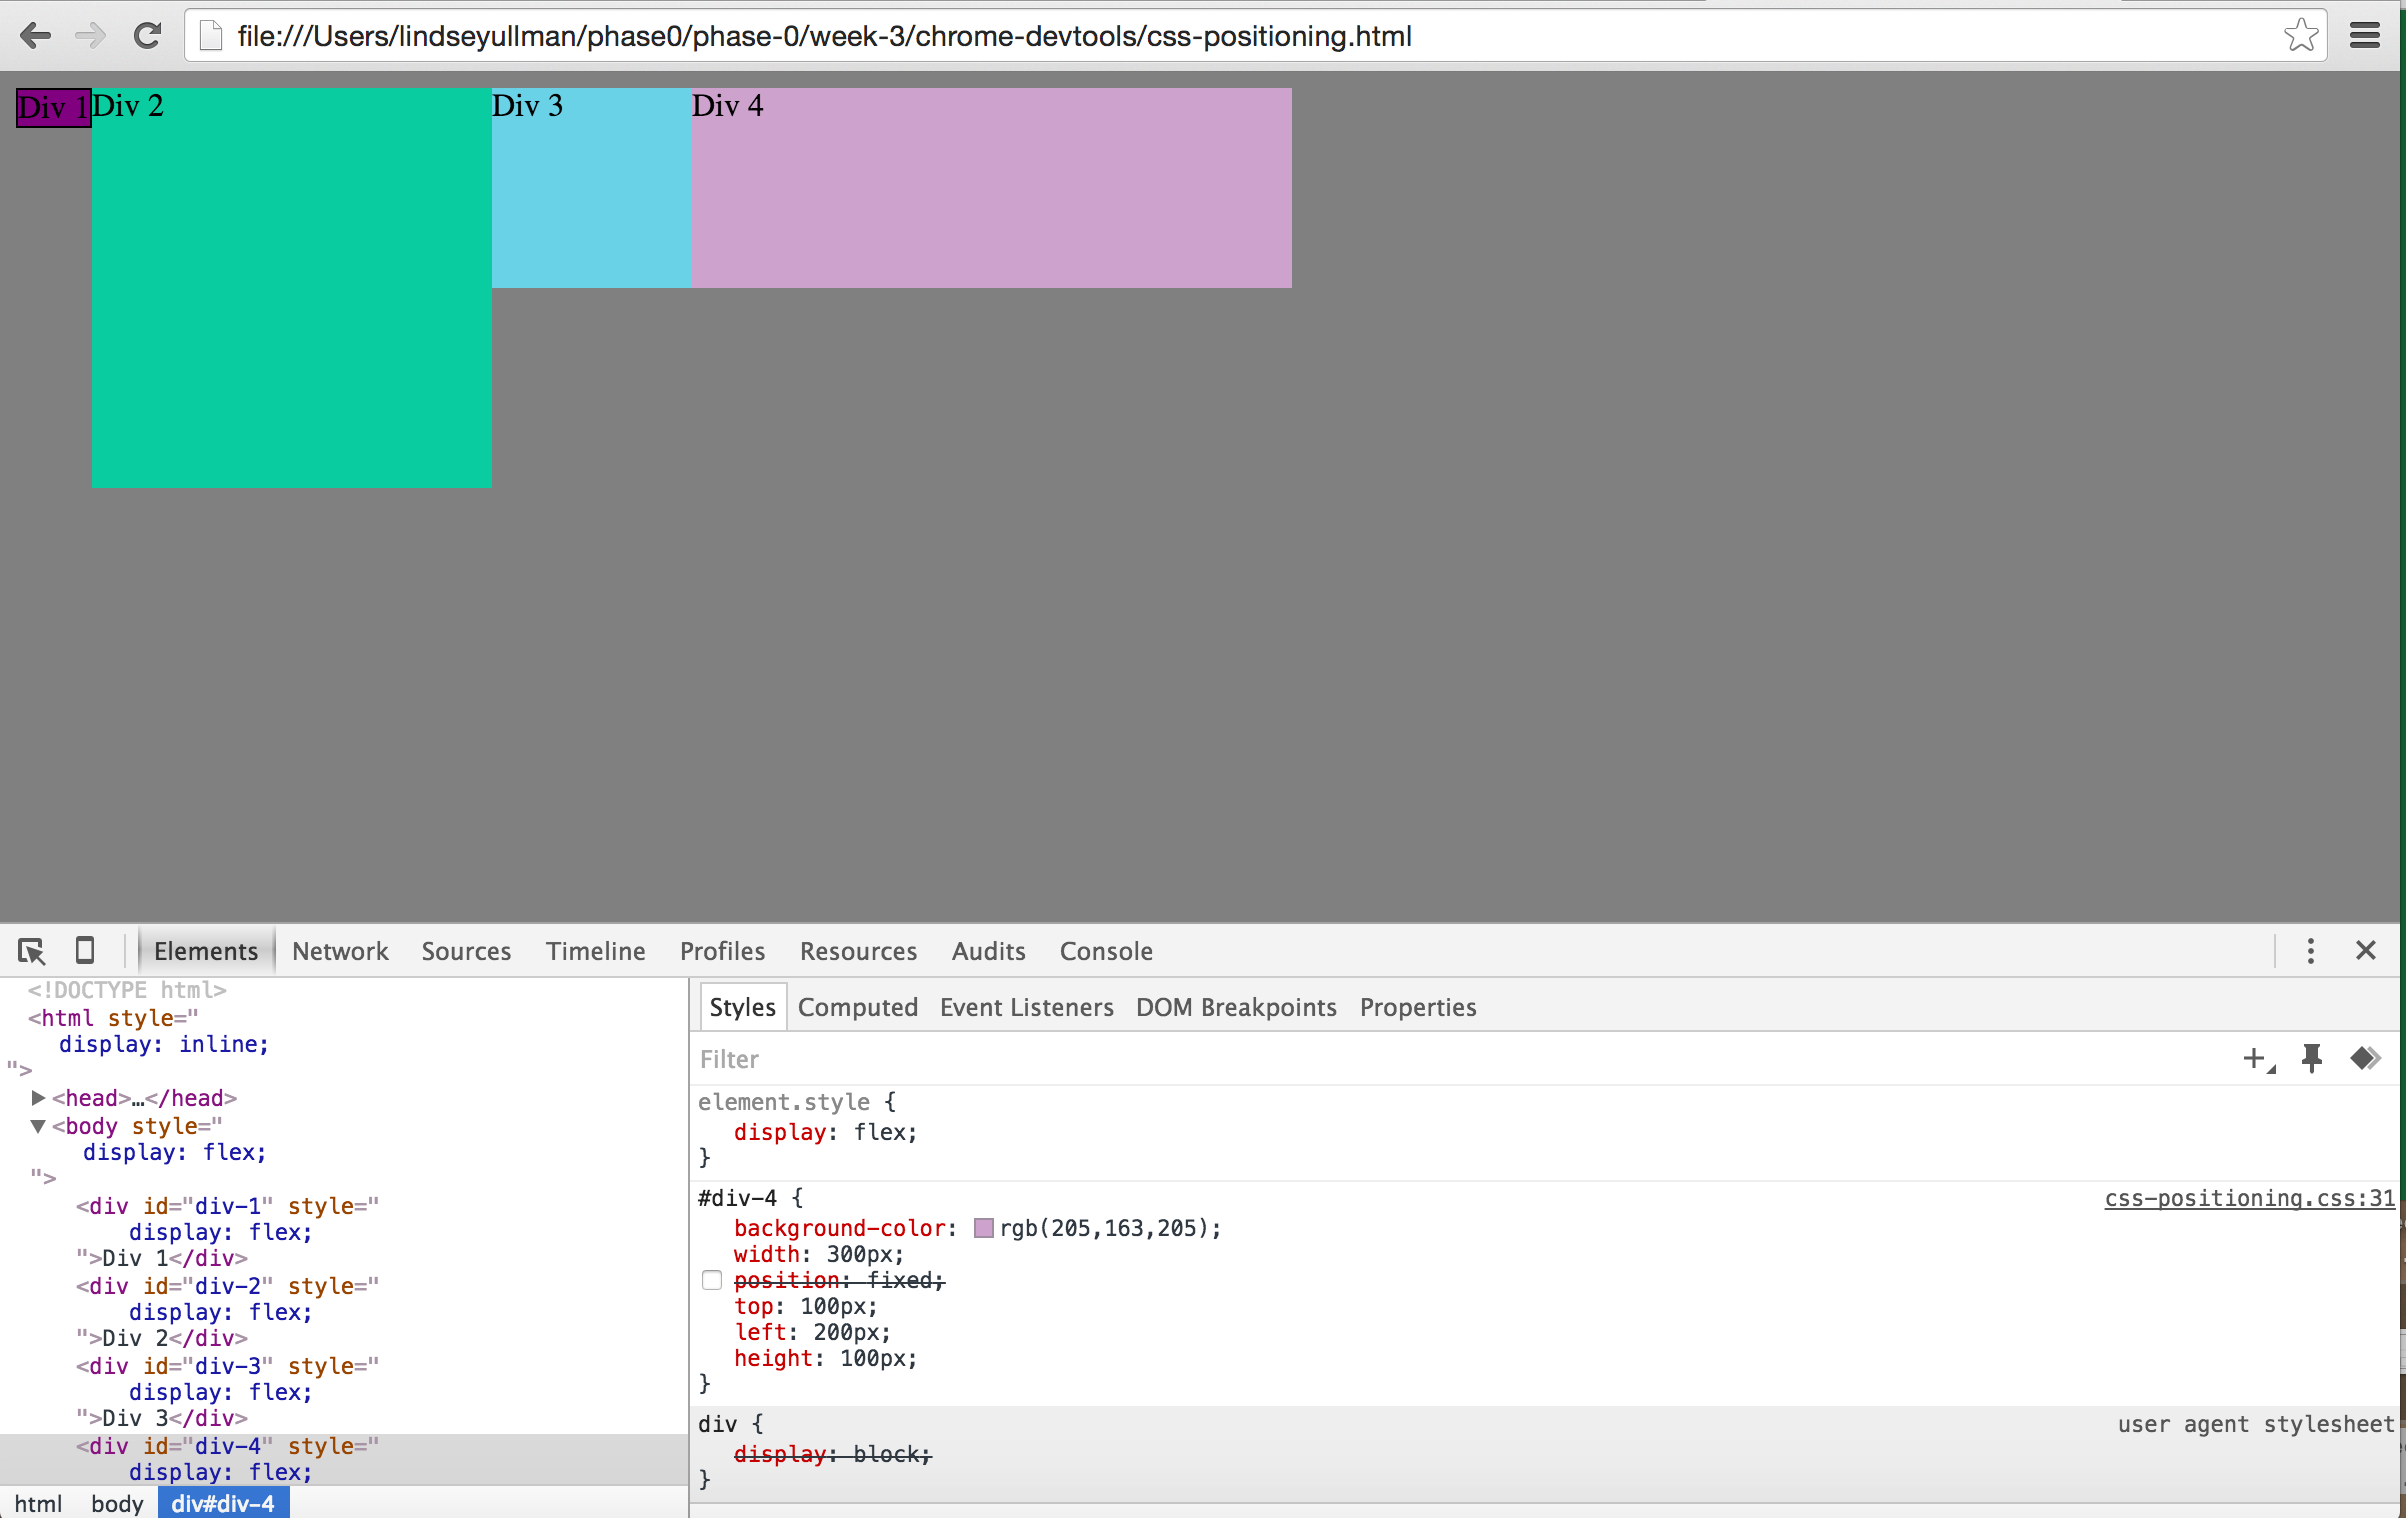 file:///Users/lindseyullman/phase0/phase-0/week-3/chrome-devtools/css-positioning.html
Div 1 Div 2 Div 3 Div 4
Elements Network Sources Timeline Profiles Resources Audits Console
<!DOCTYPE html>
<html style="
display: inline;
">
<head>…</head>
<body style="
display: flex;
">
<div id="div-1" style="
display: flex;
">Div 1</div>
<div id="div-2" style="
display: flex;
">Div 2</div>
<div id="div-3" style="
display: flex;
">Div 3</div>
<div id="div-4" style="
display: flex;
html body div#div-4
Styles Computed Event Listeners DOM Breakpoints Properties
Filter
element.style {
display: flex;
}
#div-4 { css-positioning.css:31
background-color: rgb(205,163,205);
width: 300px;
position: fixed;
top: 100px;
left: 200px;
height: 100px;
}
div { user agent stylesheet
display: block;
}